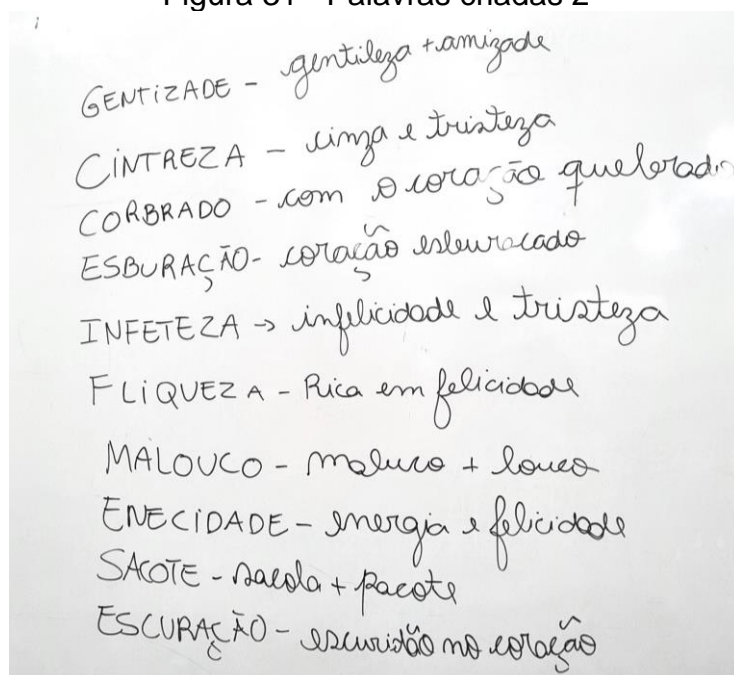 Figura 31 - Palavras criadas 2
GENTIZADE - gentileza + amizade
CINTREZA - cinza e tristeza
CORBRADO - com o coração quebrado
ESBURAÇÃO - coração esburacado
INFETEZA → infelicidade e tristeza
FLIQUEZA - Rica em felicidade
MALOUCO - maluco + louco
ENECIDADE - energia e felicidade
SACOTE - sacola + pacote
ESCURAÇÃO - escuridão no coração